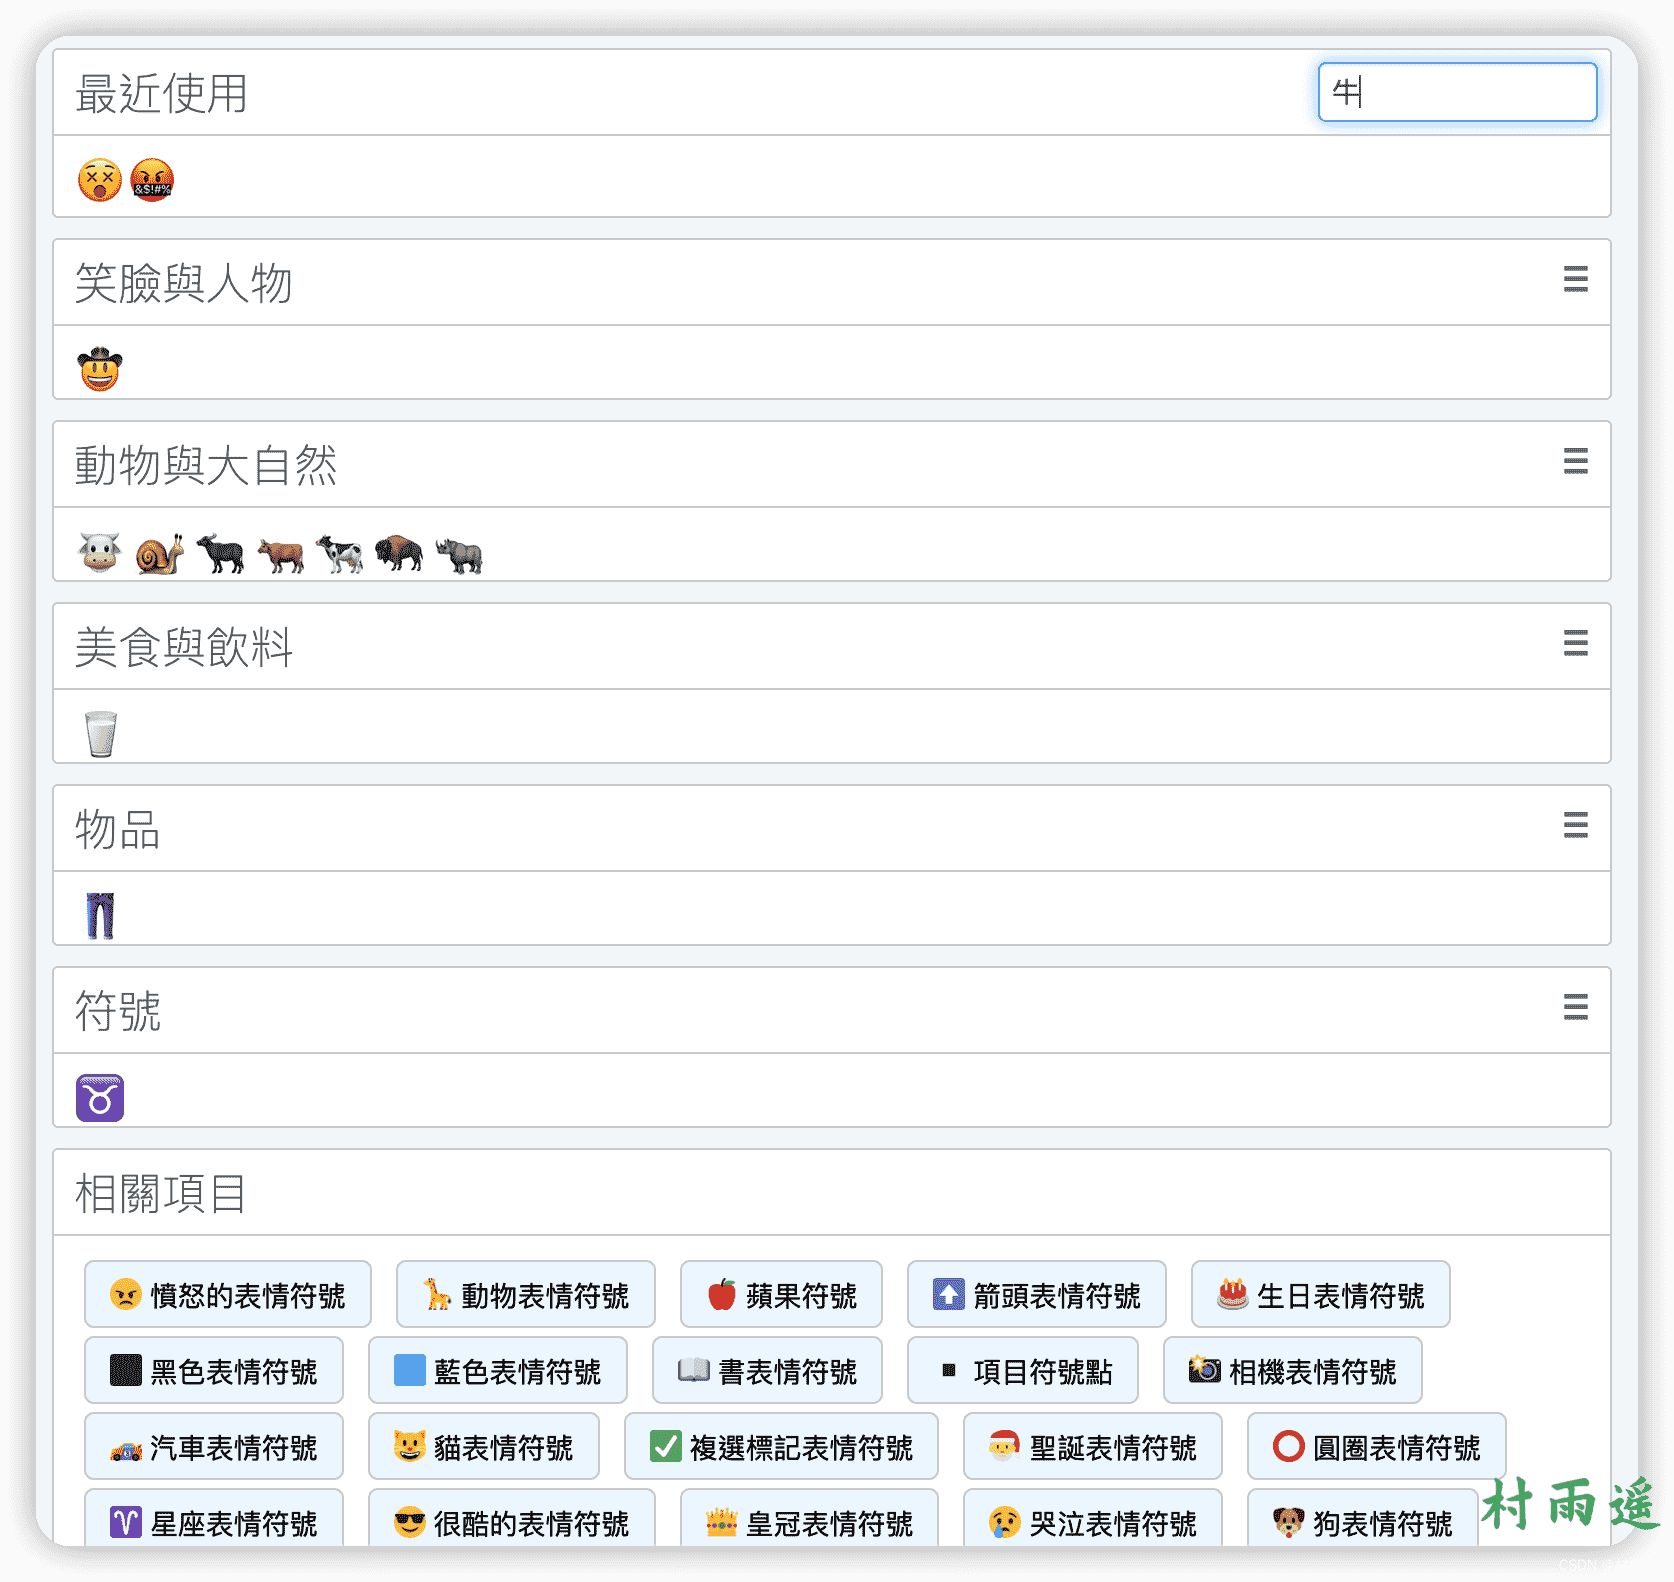 最近使用
牛
&$!#%
笑臉與人物
動物與大自然
美食與飲料
物品
符號
相關項目
憤怒的表情符號 動物表情符號 蘋果符號 箭頭表情符號 生日表情符號
黑色表情符號 藍色表情符號 書表情符號 項目符號點 相機表情符號
汽車表情符號 貓表情符號 複選標記表情符號 聖誕表情符號 圓圈表情符號
星座表情符號 很酷的表情符號 皇冠表情符號 哭泣表情符號 狗表情符號
村雨遥
CSDN